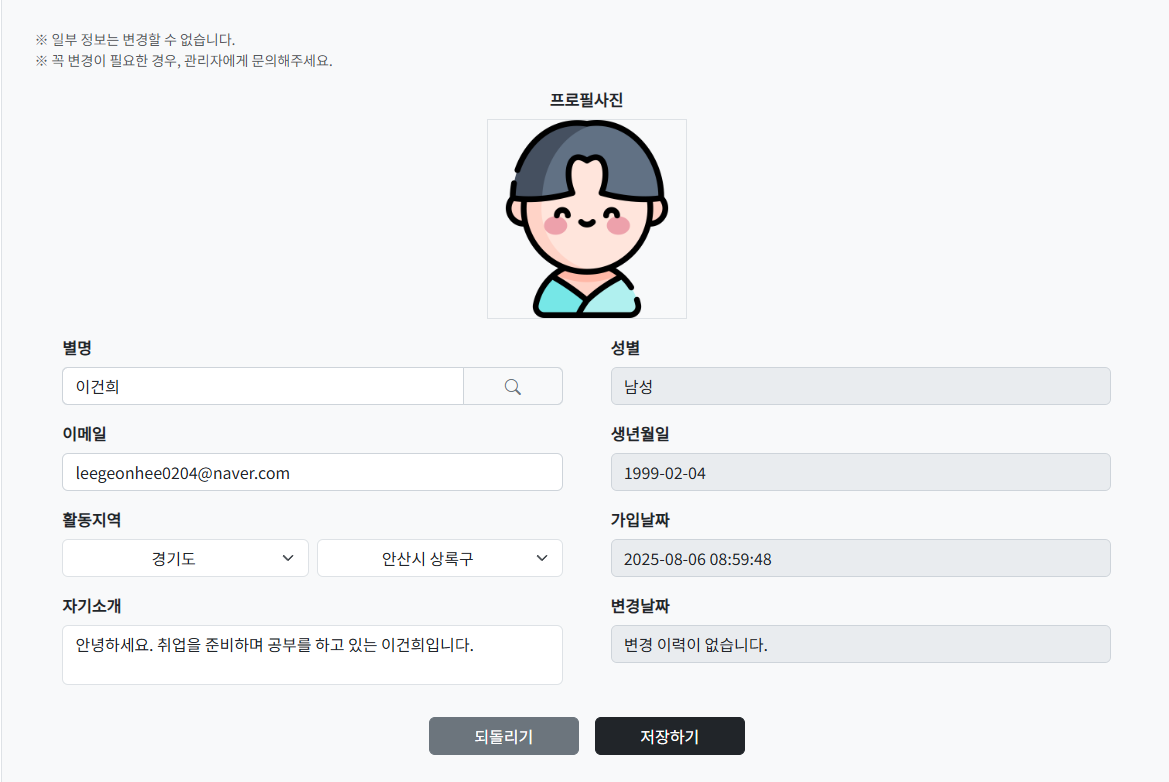 ※ 일부 정보는 변경할 수 없습니다.
※ 꼭 변경이 필요한 경우, 관리자에게 문의해주세요.
프로필사진
별명
이건희
성별
남성
이메일
leegeonhee0204@naver.com
생년월일
1999-02-04
활동지역
경기도
안산시 상록구
가입날짜
2025-08-06 08:59:48
자기소개
안녕하세요. 취업을 준비하며 공부를 하고 있는 이건희입니다.
변경날짜
변경 이력이 없습니다.
되돌리기
저장하기